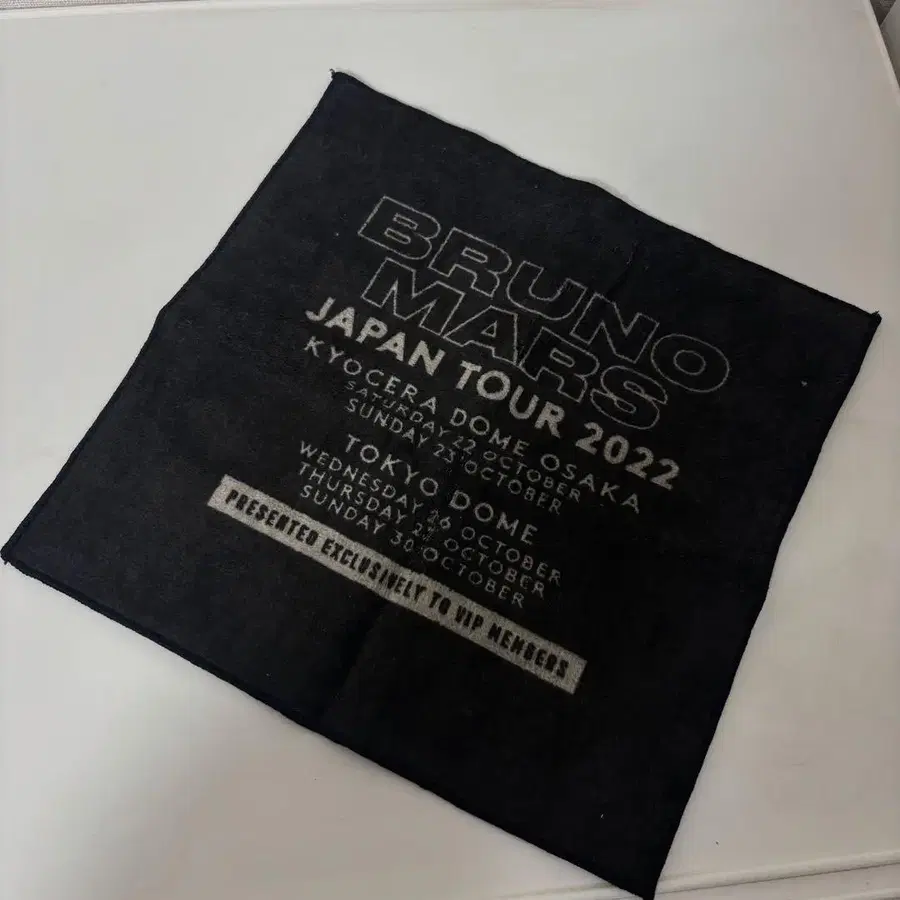 BRUNO
MARS
JAPAN TOUR 2022
KYOCERA DOME OSAKA
SATURDAY 22 OCTOBER
SUNDAY 23 OCTOBER
TOKYO DOME
WEDNESDAY 26 OCTOBER
THURSDAY 27 OCTOBER
SUNDAY 30 OCTOBER
PRESENTED EXCLUSIVELY TO VIP MEMBERS